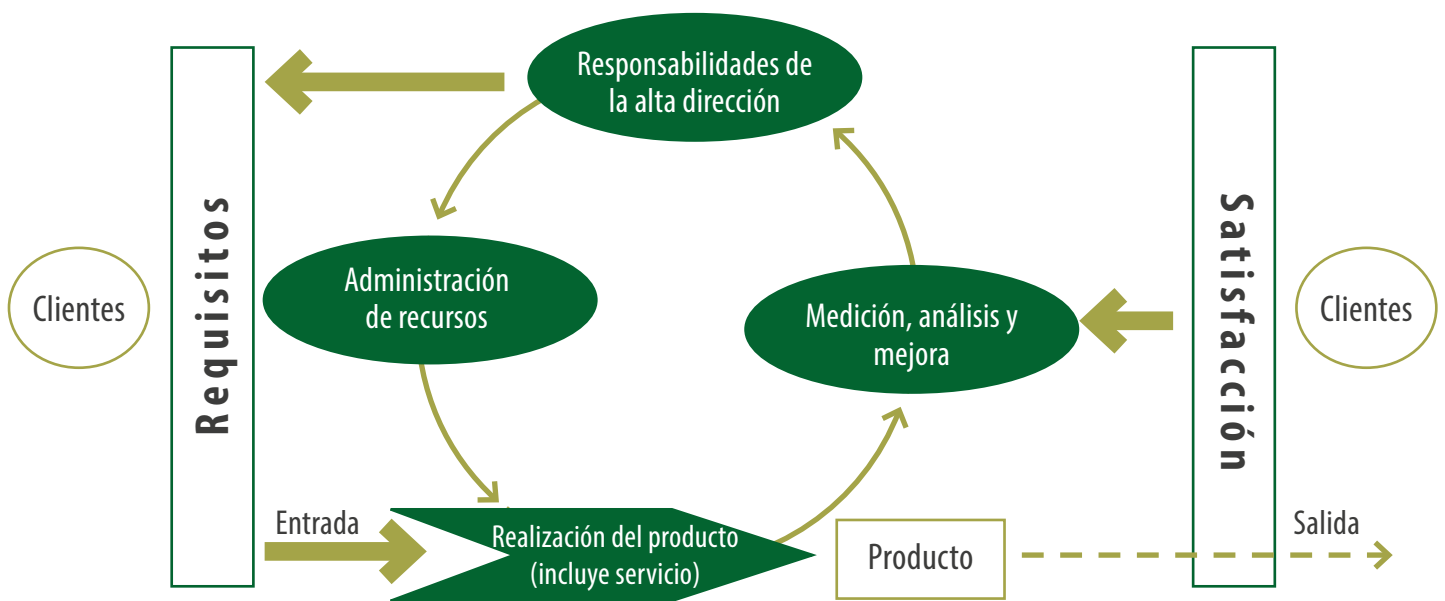 Responsabilidades de
la alta dirección
Clientes
Requisitos
Administración
de recursos
Medición, análisis y
mejora
Satisfacción
Clientes
Entrada
Realización del producto
(incluye servicio)
Producto
Salida